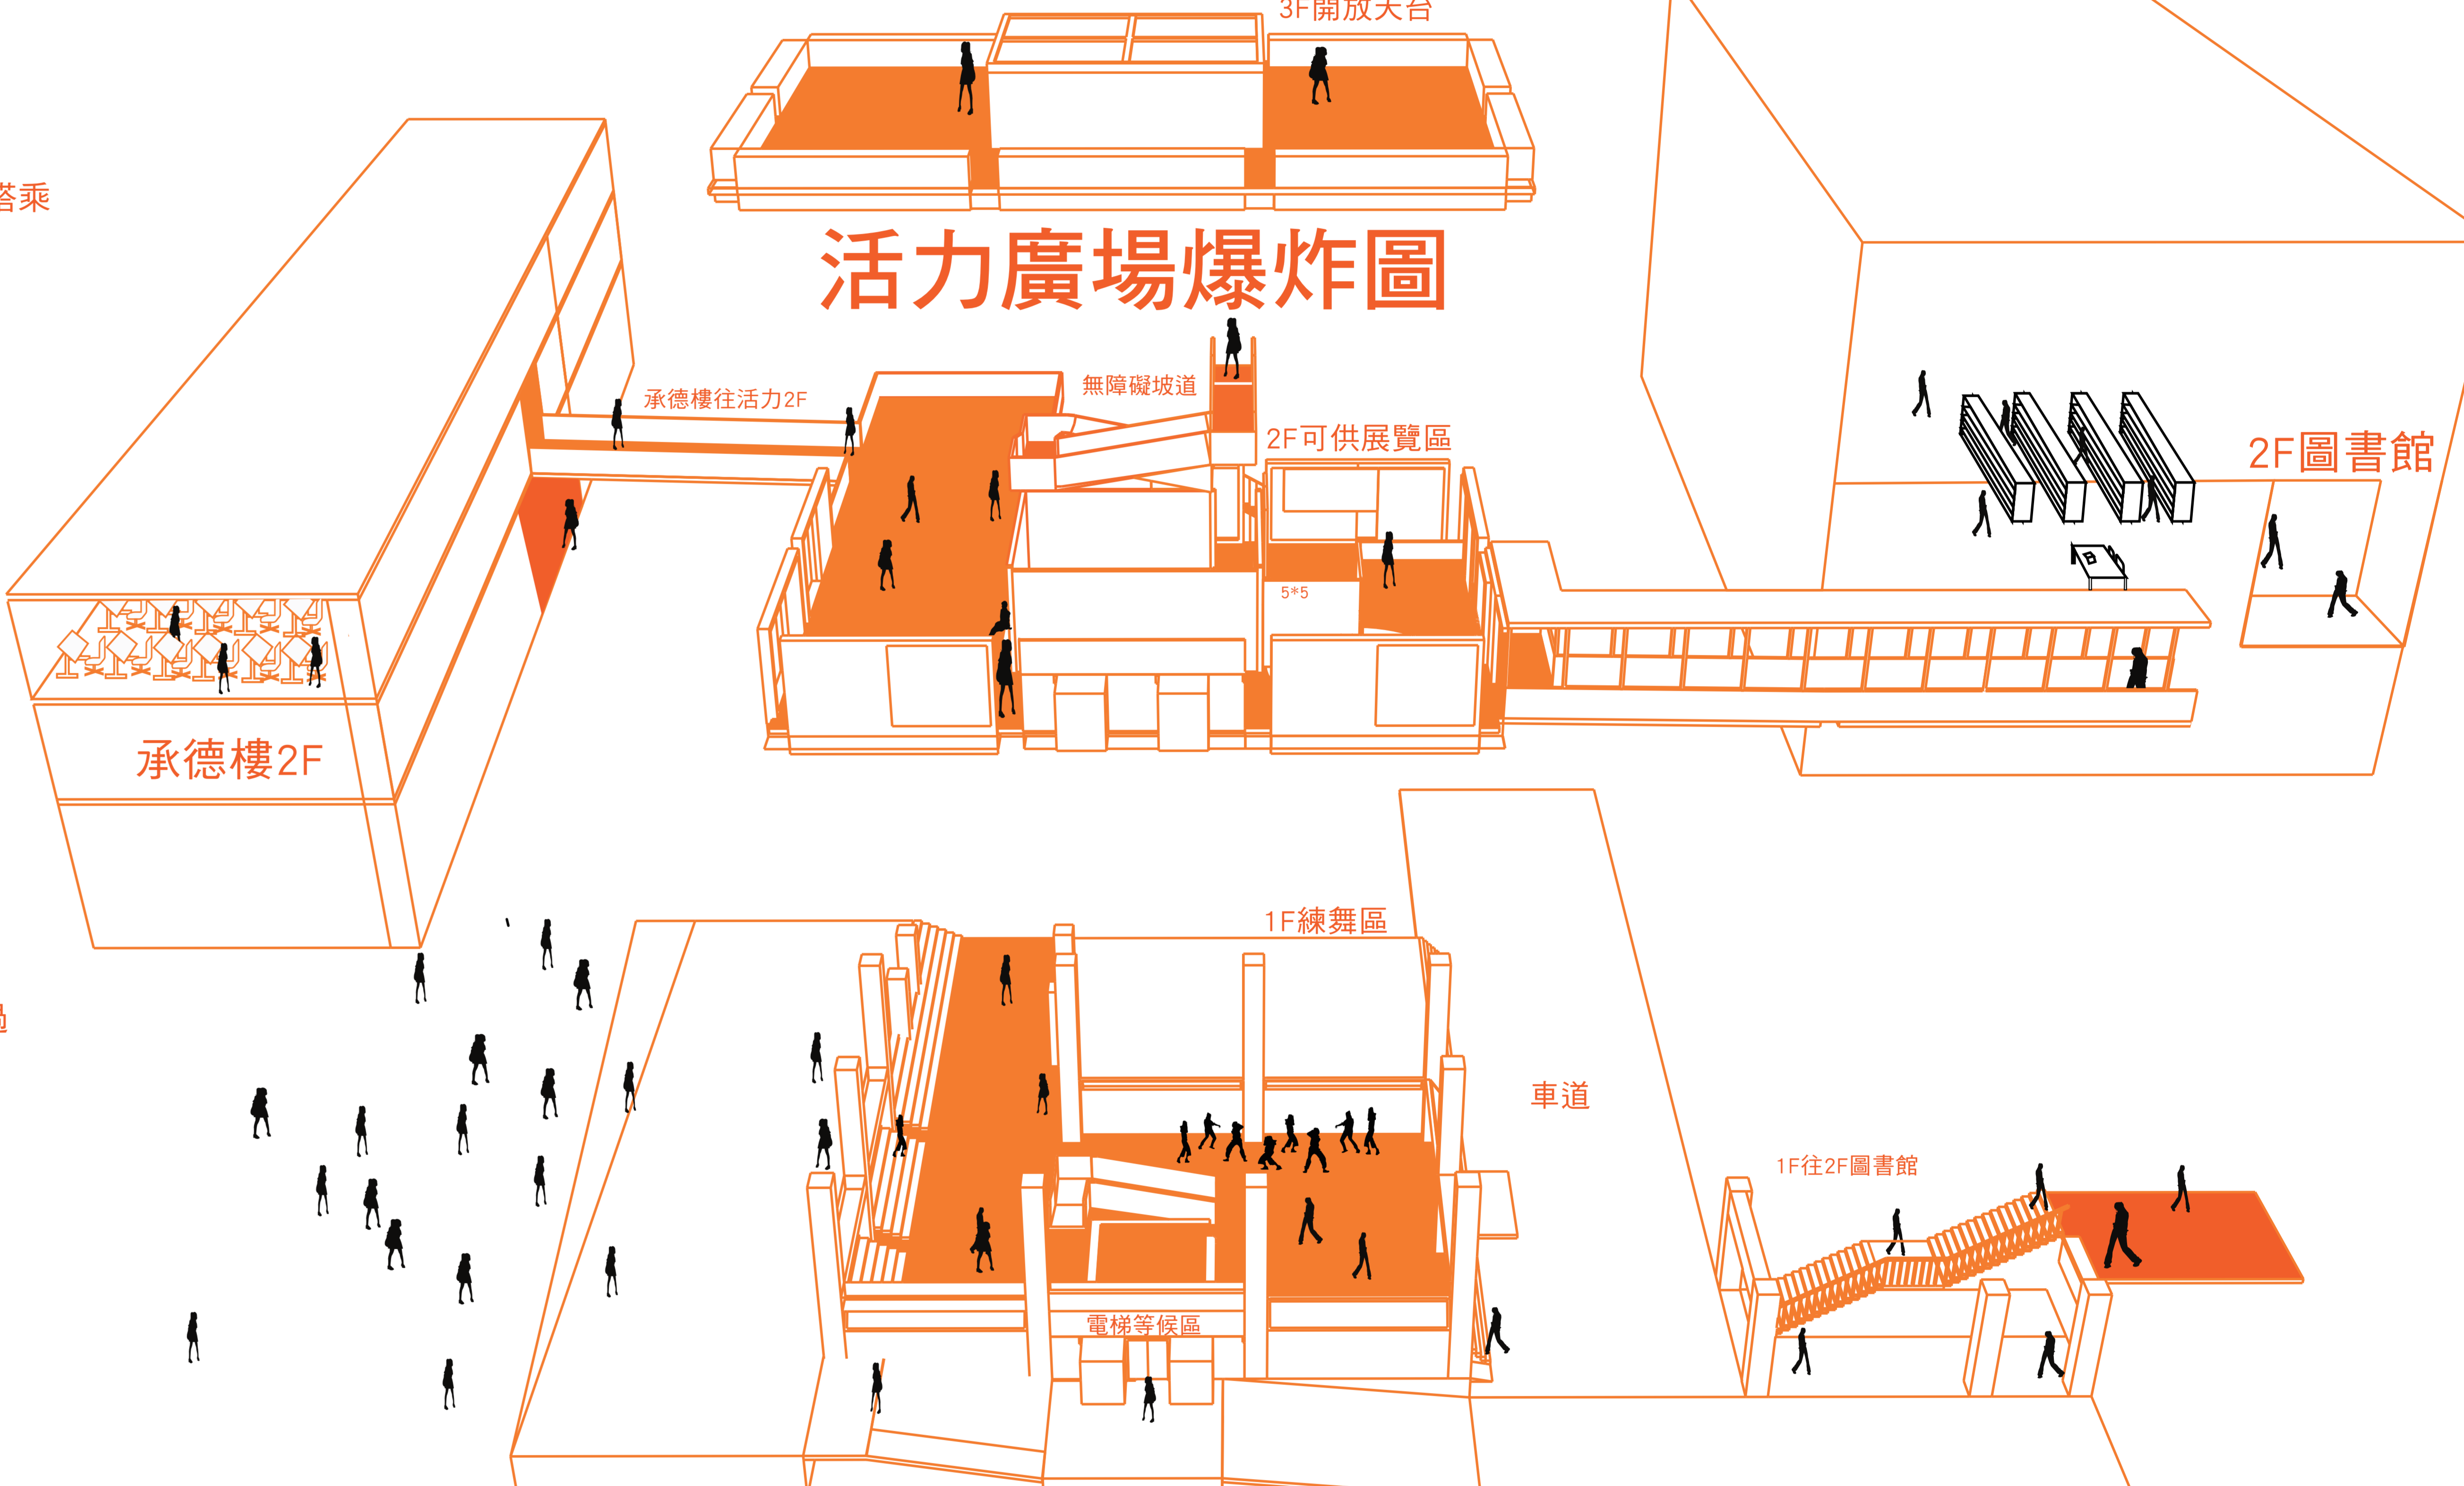 3F開放天台
搭乘
活力廣場爆炸圖
承德樓往活力2F
無障礙坡道
2F可供展覽區
2F圖書館
5*5
承德樓2F
1F練舞區
車道
1F往2F圖書館
電梯等候區